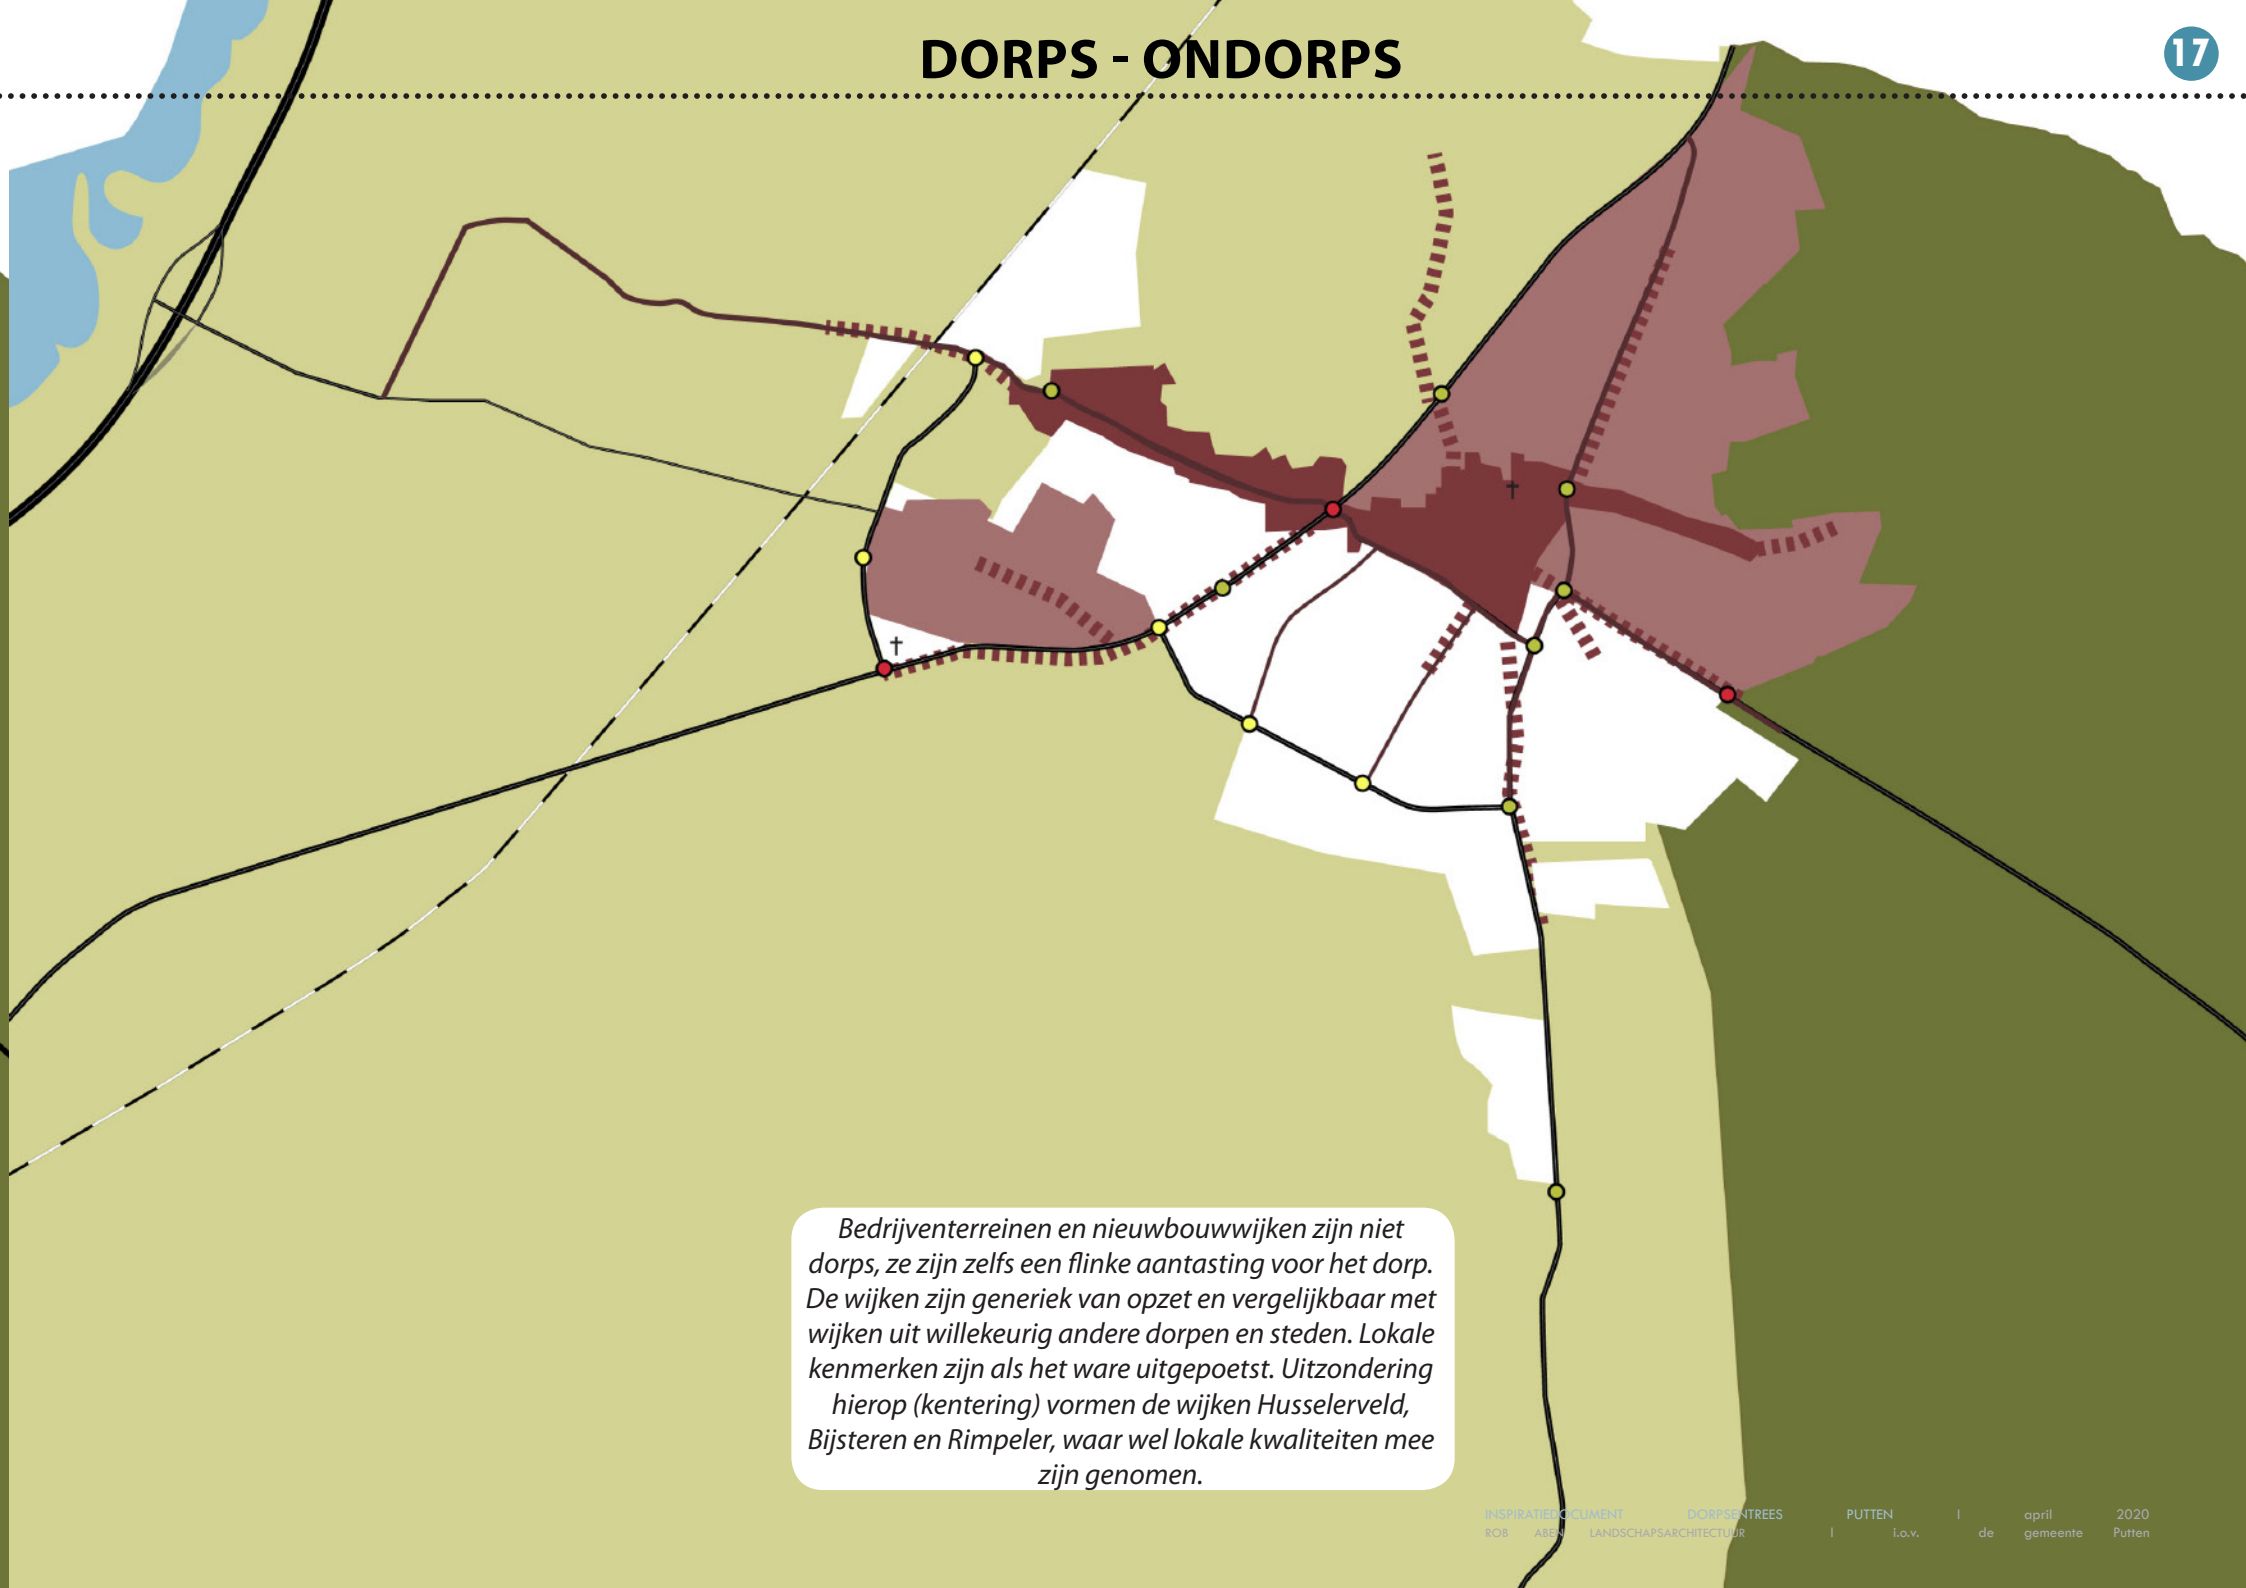 DORPS - ONDORPS
17
Bedrijventerreinen en nieuwbouwwijken zijn niet
dorps, ze zijn zelfs een flinke aantasting voor het dorp.
De wijken zijn generiek van opzet en vergelijkbaar met
wijken uit willekeurig andere dorpen en steden. Lokale
kenmerken zijn als het ware uitgepoetst. Uitzondering
hierop (kentering) vormen de wijken Husselerveld,
Bijsteren en Rimpeler, waar wel lokale kwaliteiten mee
zijn genomen.
INSPIRATIEDOCUMENT DORPSENTREES PUTTEN I april 2020
ROB ABEN LANDSCHAPSARCHITECTUUR I i.o.v. de gemeente Putten